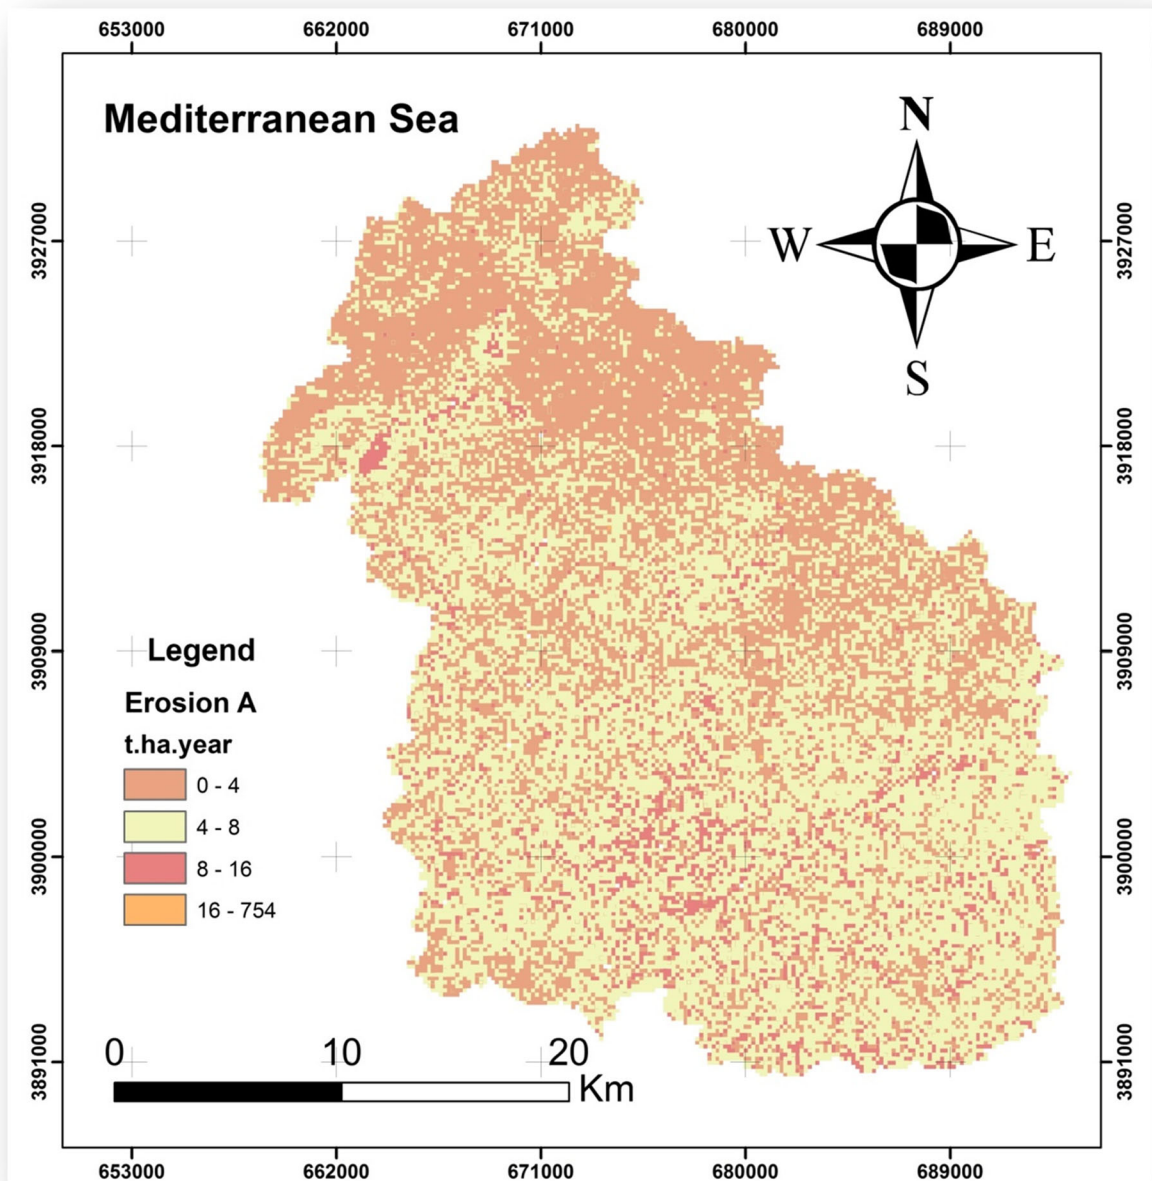 653000 662000 671000 680000 689000
Mediterranean Sea
N
W E
S
3927000 3927000
3918000 3918000
3909000 3909000
3900000 3900000
3891000 3891000
Legend
Erosion A
t.ha.year
0 - 4
4 - 8
8 - 16
16 - 754
0 10 20
Km
653000 662000 671000 680000 689000